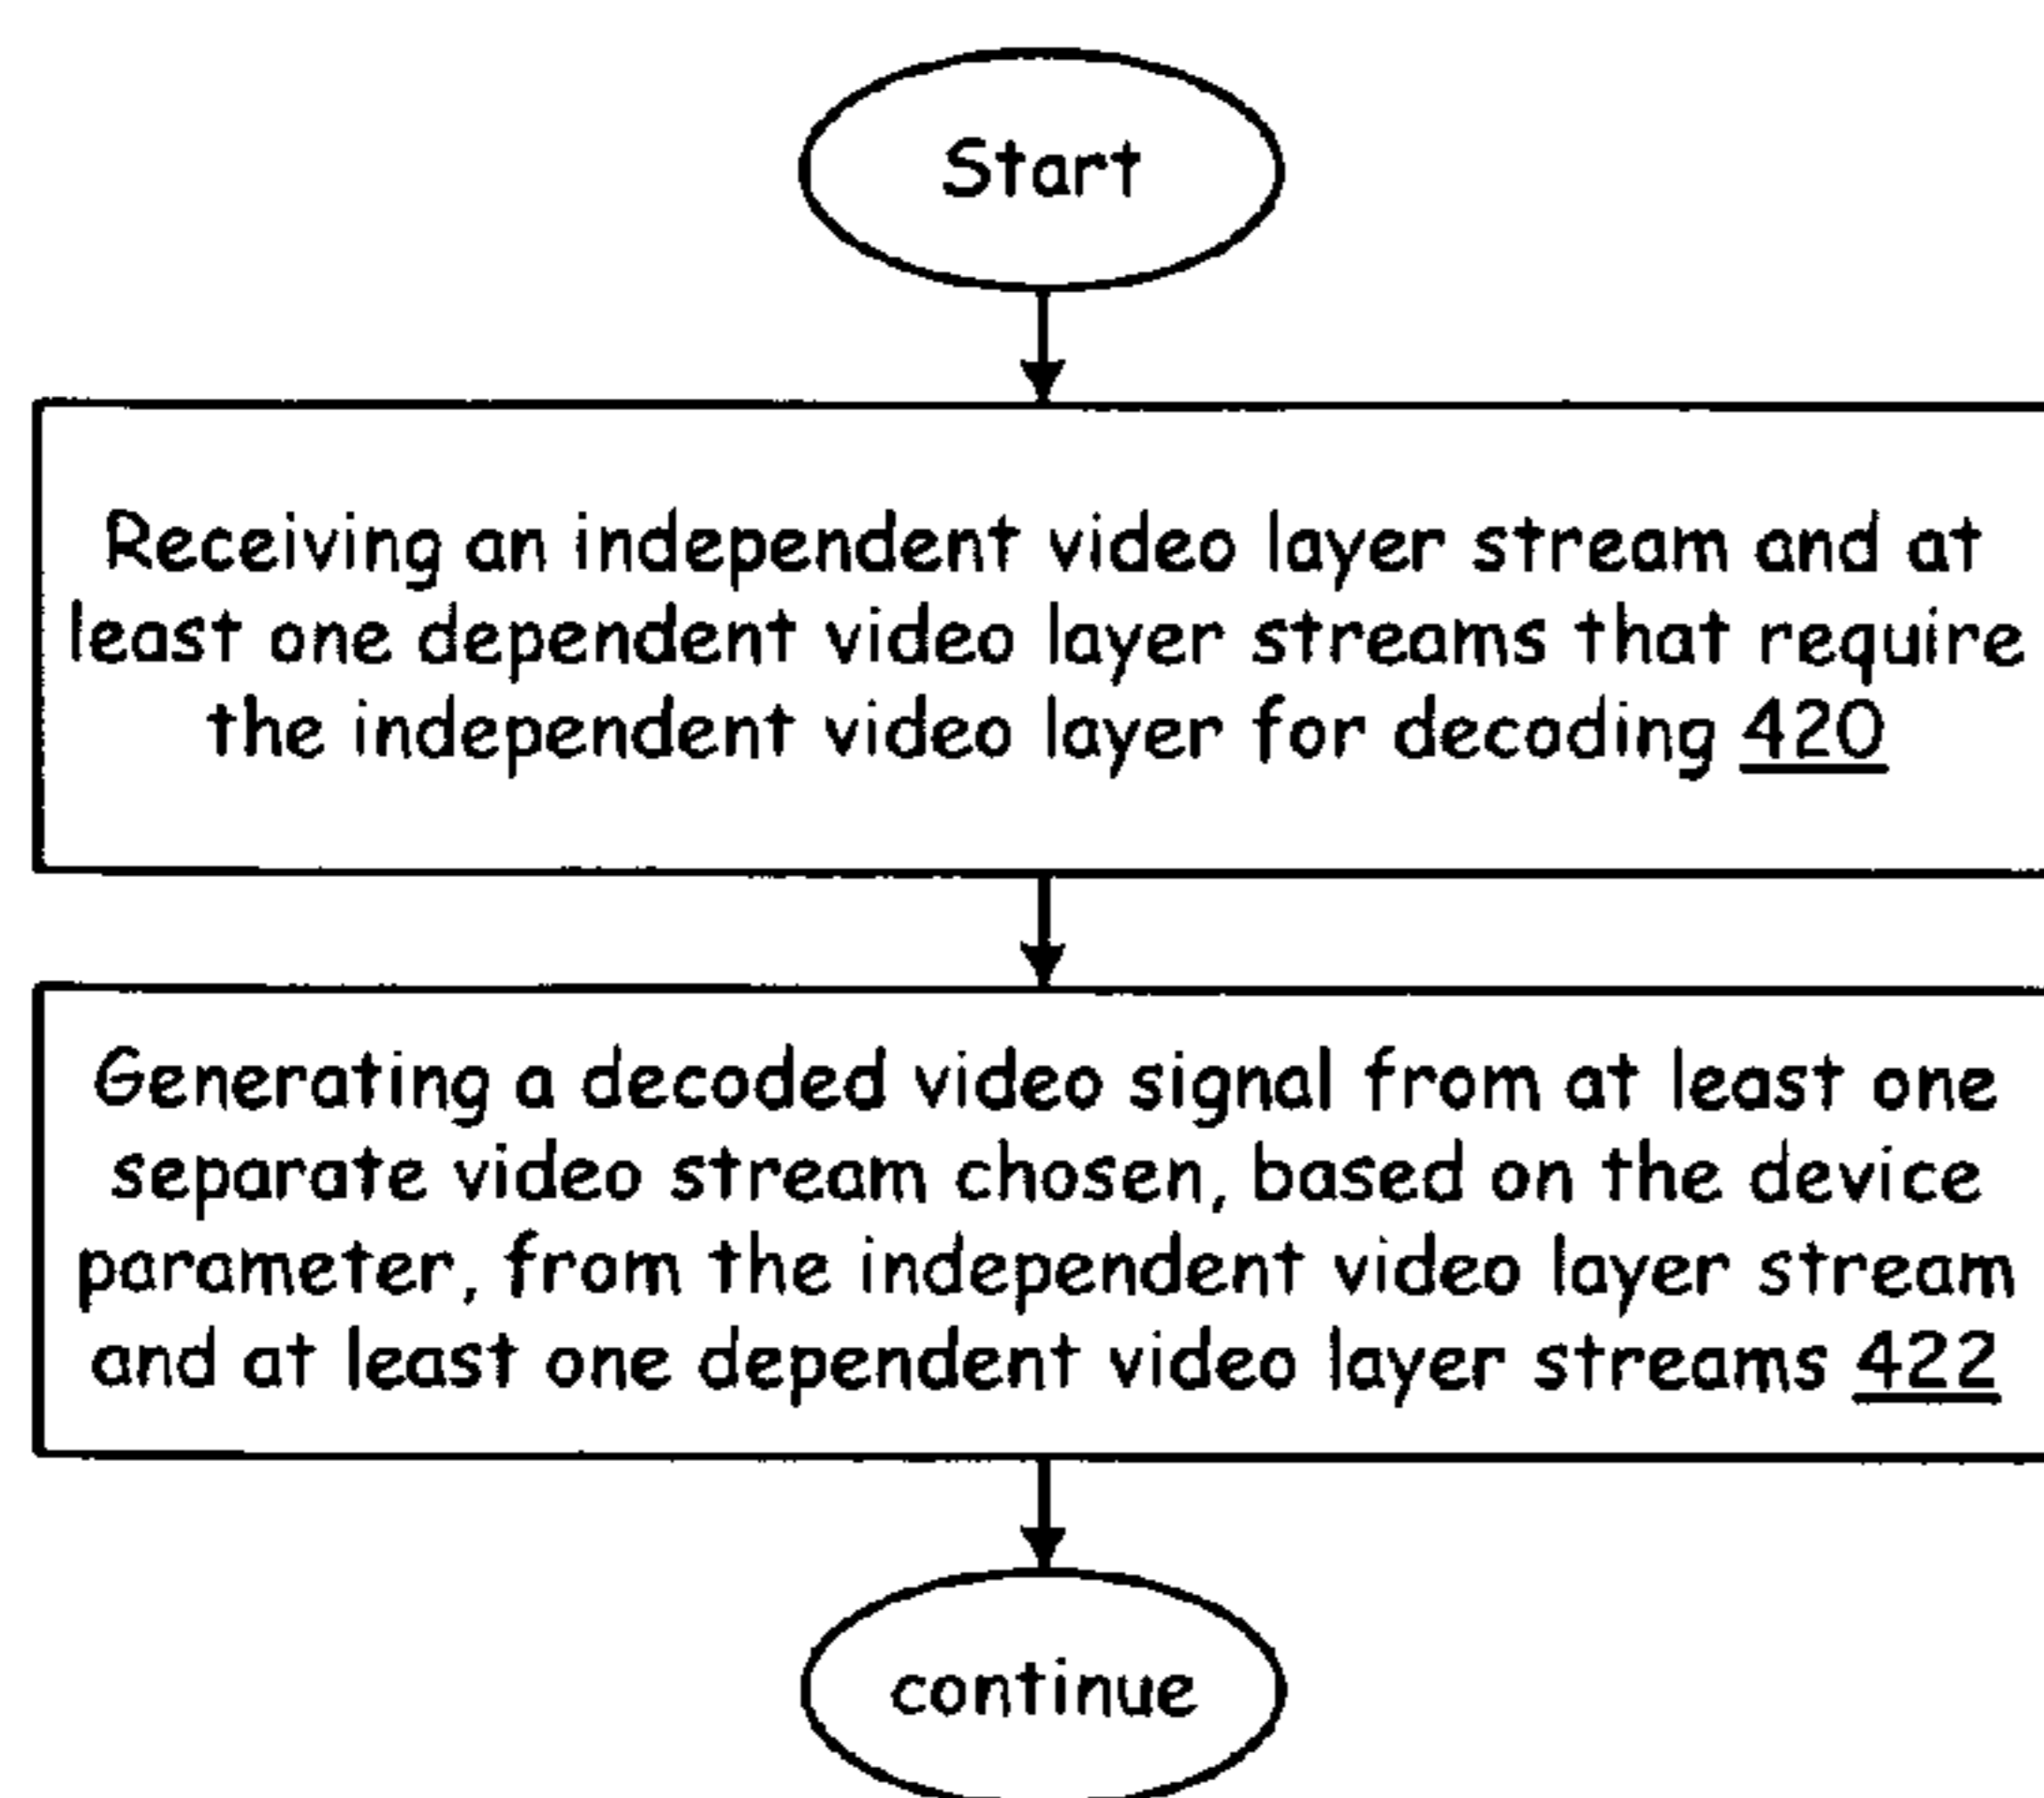 Start
Receiving an independent video layer stream and at
least one dependent video layer streams that require
the independent video layer for decoding 420
Generating a decoded video signal from at least one
separate video stream chosen, based on the device
parameter, from the independent video layer stream
and at least one dependent video layer streams 422
continue